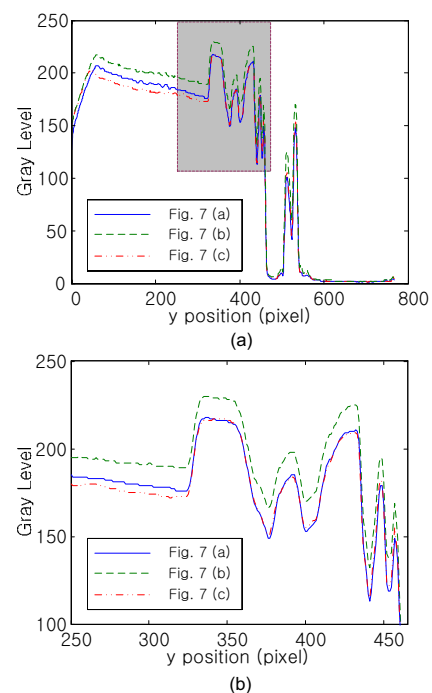 250
200
150
100
50
0
Gray Level
Fig. 7 (a)
Fig. 7 (b)
Fig. 7 (c)
0 200 400 600 800
y position (pixel)
(a)
250
200
150
100
Gray Level
Fig. 7 (a)
Fig. 7 (b)
Fig. 7 (c)
250 300 350 400 450
y position (pixel)
(b)